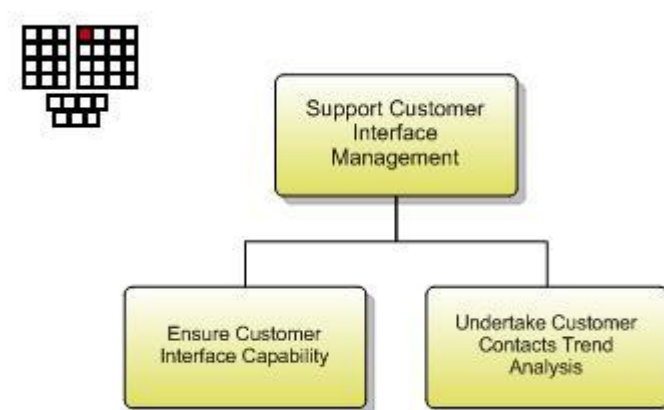 Support Customer
Interface
Management
Ensure Customer
Interface Capability
Undertake Customer
Contacts Trend
Analysis